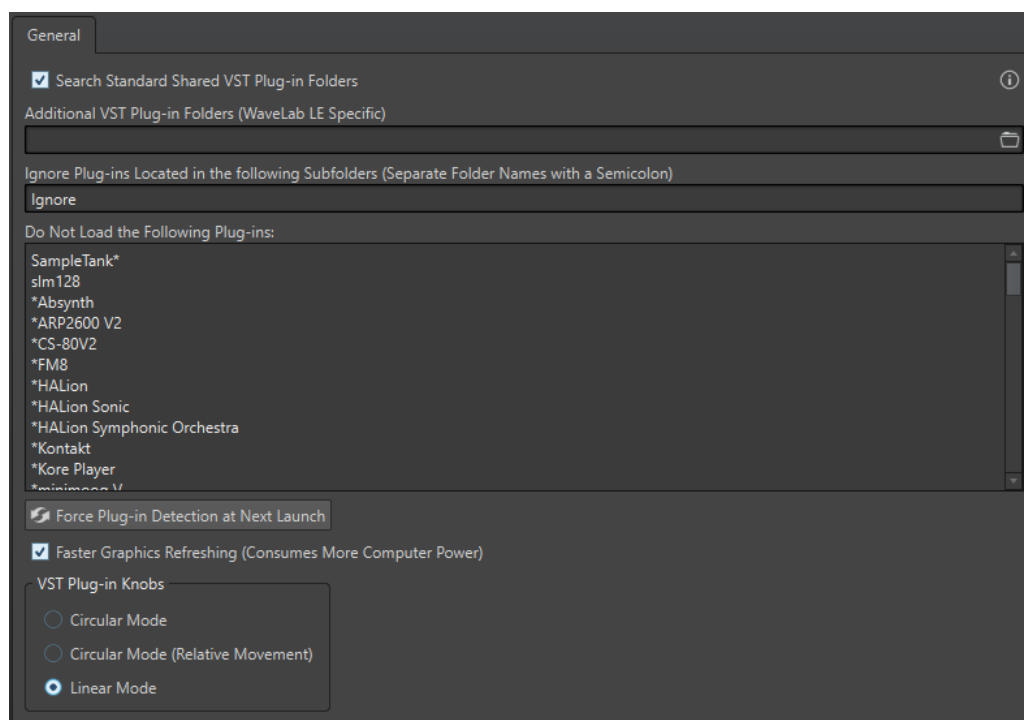 General
Search Standard Shared VST Plug-in Folders
Additional VST Plug-in Folders (WaveLab LE Specific)
Ignore Plug-ins Located in the following Subfolders (Separate Folder Names with a Semicolon)
Ignore
Do Not Load the Following Plug-ins:
SampleTank*
slm128
*Absynth
*ARP2600 V2
*CS-80V2
*FM8
*HALion
*HALion Sonic
*HALion Symphonic Orchestra
*Kontakt
*Kore Player
*minimoog V
Force Plug-in Detection at Next Launch
Faster Graphics Refreshing (Consumes More Computer Power)
VST Plug-in Knobs
Circular Mode
Circular Mode (Relative Movement)
Linear Mode